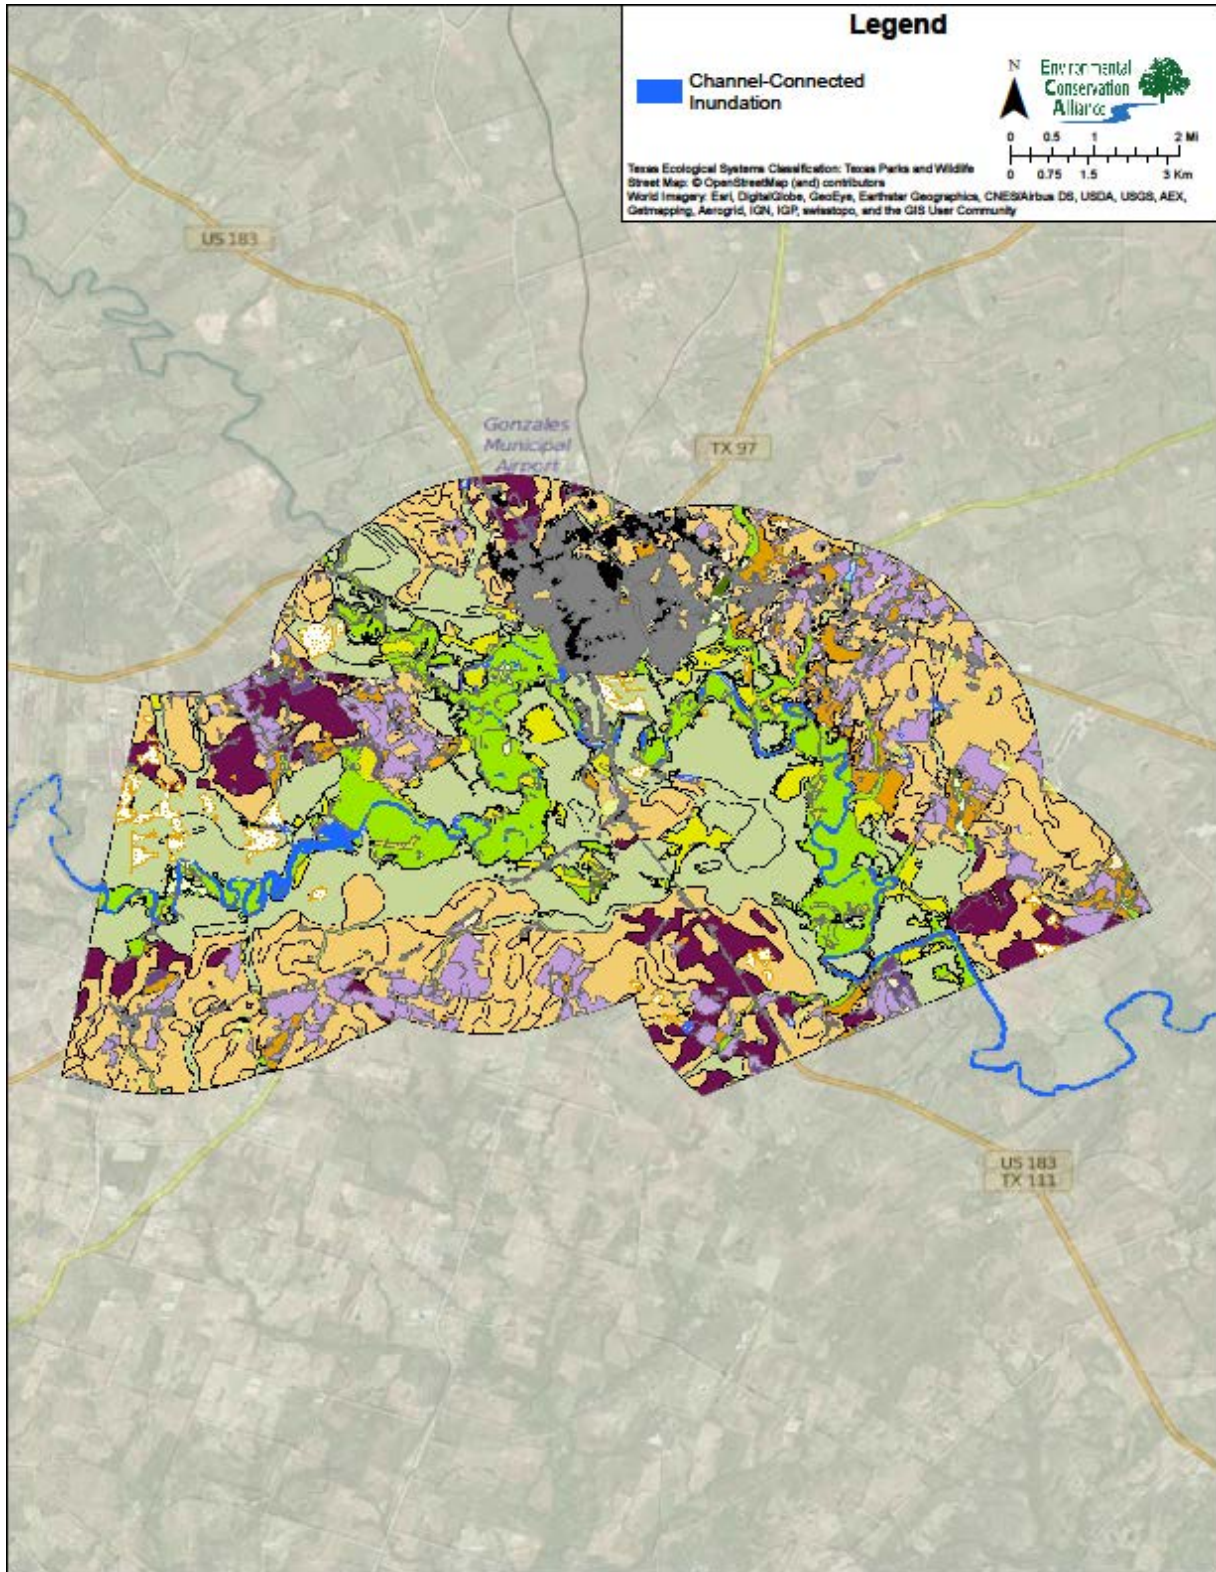 Legend
Channel-Connected
Inundation
N
Environmental
Conservation
Alliance
0 0.5 1 2 Mi
0 0.75 1.5 3 Km
Texas Ecological Systems Classification: Texas Parks and Wildlife
Street Map: © OpenStreetMap (and) contributors
World Imagery: Esri, DigitalGlobe, GeoEye, Earthstar Geographics, CNES/Airbus DS, USDA, USGS, AEX,
Getmapping, Aerogrid, IGN, IGP, swisstopo, and the GIS User Community
US 183
Gonzales
Municipal
Airport
TX 97
US 183
TX 111